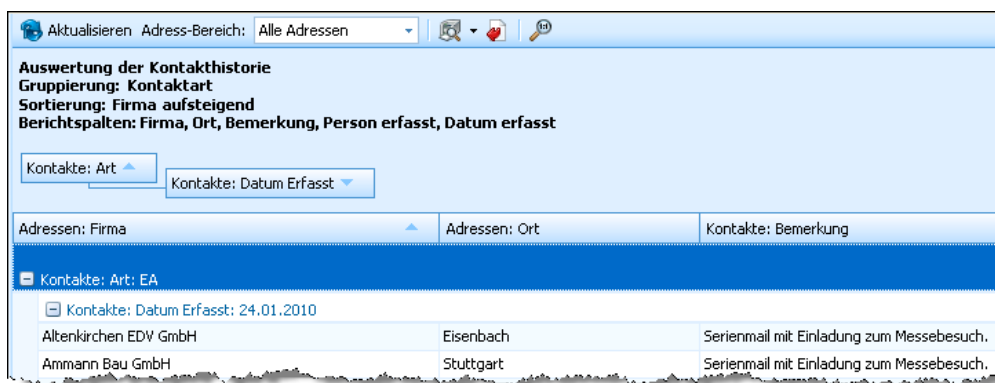 Aktualisieren Adress-Bereich: Alle Adressen
Auswertung der Kontakthistorie
Gruppierung: Kontaktart
Sortierung: Firma aufsteigend
Berichtspalten: Firma, Ort, Bemerkung, Person erfasst, Datum erfasst
Kontakte: Art
Kontakte: Datum Erfasst
Adressen: Firma Adressen: Ort Kontakte: Bemerkung
Kontakte: Art: EA
Kontakte: Datum Erfasst: 24.01.2010
Altenkirchen EDV GmbH Eisenbach Serienmail mit Einladung zum Messebesuch.
Ammann Bau GmbH Stuttgart Serienmail mit Einladung zum Messebesuch.